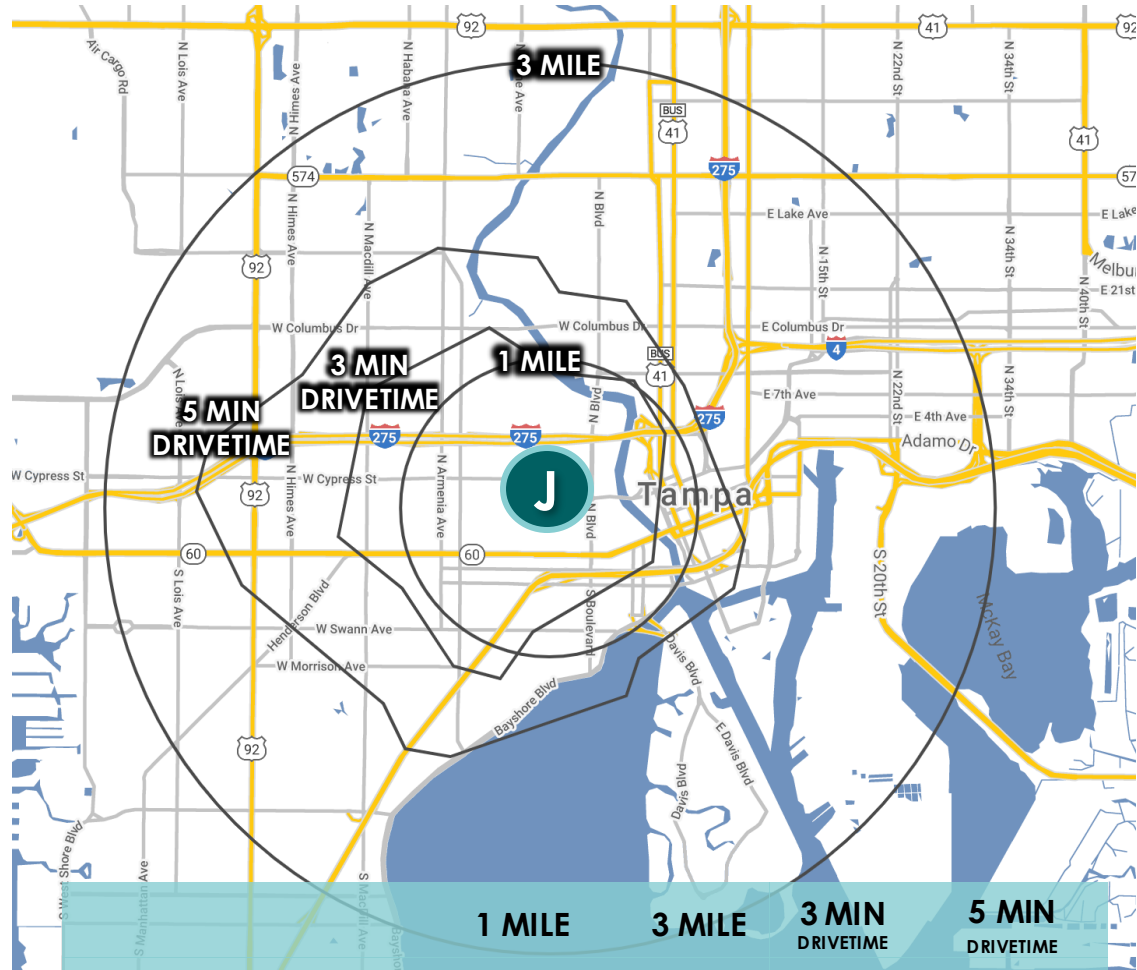 92
41
92
Air Cargo Rd
N Lois Ave
N Himes Ave
N Habana Ave
3 MILE
N 22nd St
N 34th St
BUS
41
41
275
574
57
N Himes Ave
N Macdill Ave
N Blvd
E Lake Ave
E Lake
N 15th St
N 34th St
N 40th St
92
E 21st
W Columbus Dr
W Columbus Dr
E Columbus Dr
4
BUS
41
1 MILE
3 MIN
DRIVETIME
N Lois Ave
N Blvd
E 7th Ave
N 22nd St
N 34th St
5 MIN
DRIVETIME
275
275
275
E 4th Ave
Adamo Dr
W Cypress St
N Himes Ave
W Cypress St
N Armenia Ave
J
Tampa
92
N Blvd
60
60
S Lois Ave
Henderson Blvd
S Boulevard
S 20th St
McKay Bay
W Swann Ave
W Morrison Ave
Davis Blvd
Bayshore Blvd
92
E Davis Blvd
Davis Blvd
S West Shore Blvd
S Manhattan Ave
1 MILE
3 MILE
3 MIN
DRIVETIME
5 MIN
DRIVETIME